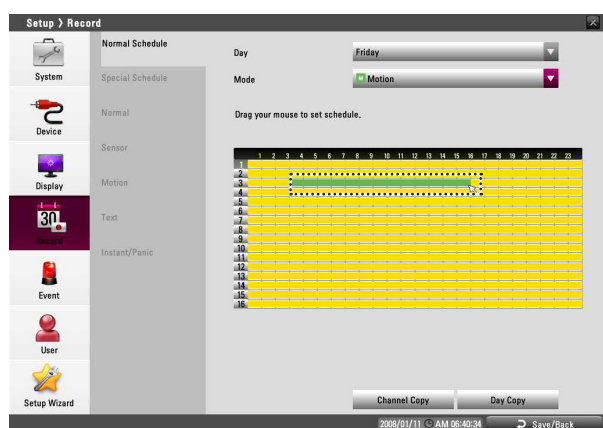 Setup > Record
System
Device
Display
30
Record
Event
User
Setup Wizard
Normal Schedule
Special Schedule
Normal
Sensor
Motion
Text
Instant/Panic
Day
Friday
Mode
M Motion
Drag your mouse to set schedule.
1 2 3 4 5 6 7 8 9 10 11 12 13 14 15 16 17 18 19 20 21 22 23
1
2
3
4
5
6
7
8
9
10
11
12
13
14
15
16
Channel Copy
Day Copy
2008/01/11 AM 06:40:34
Save/Back